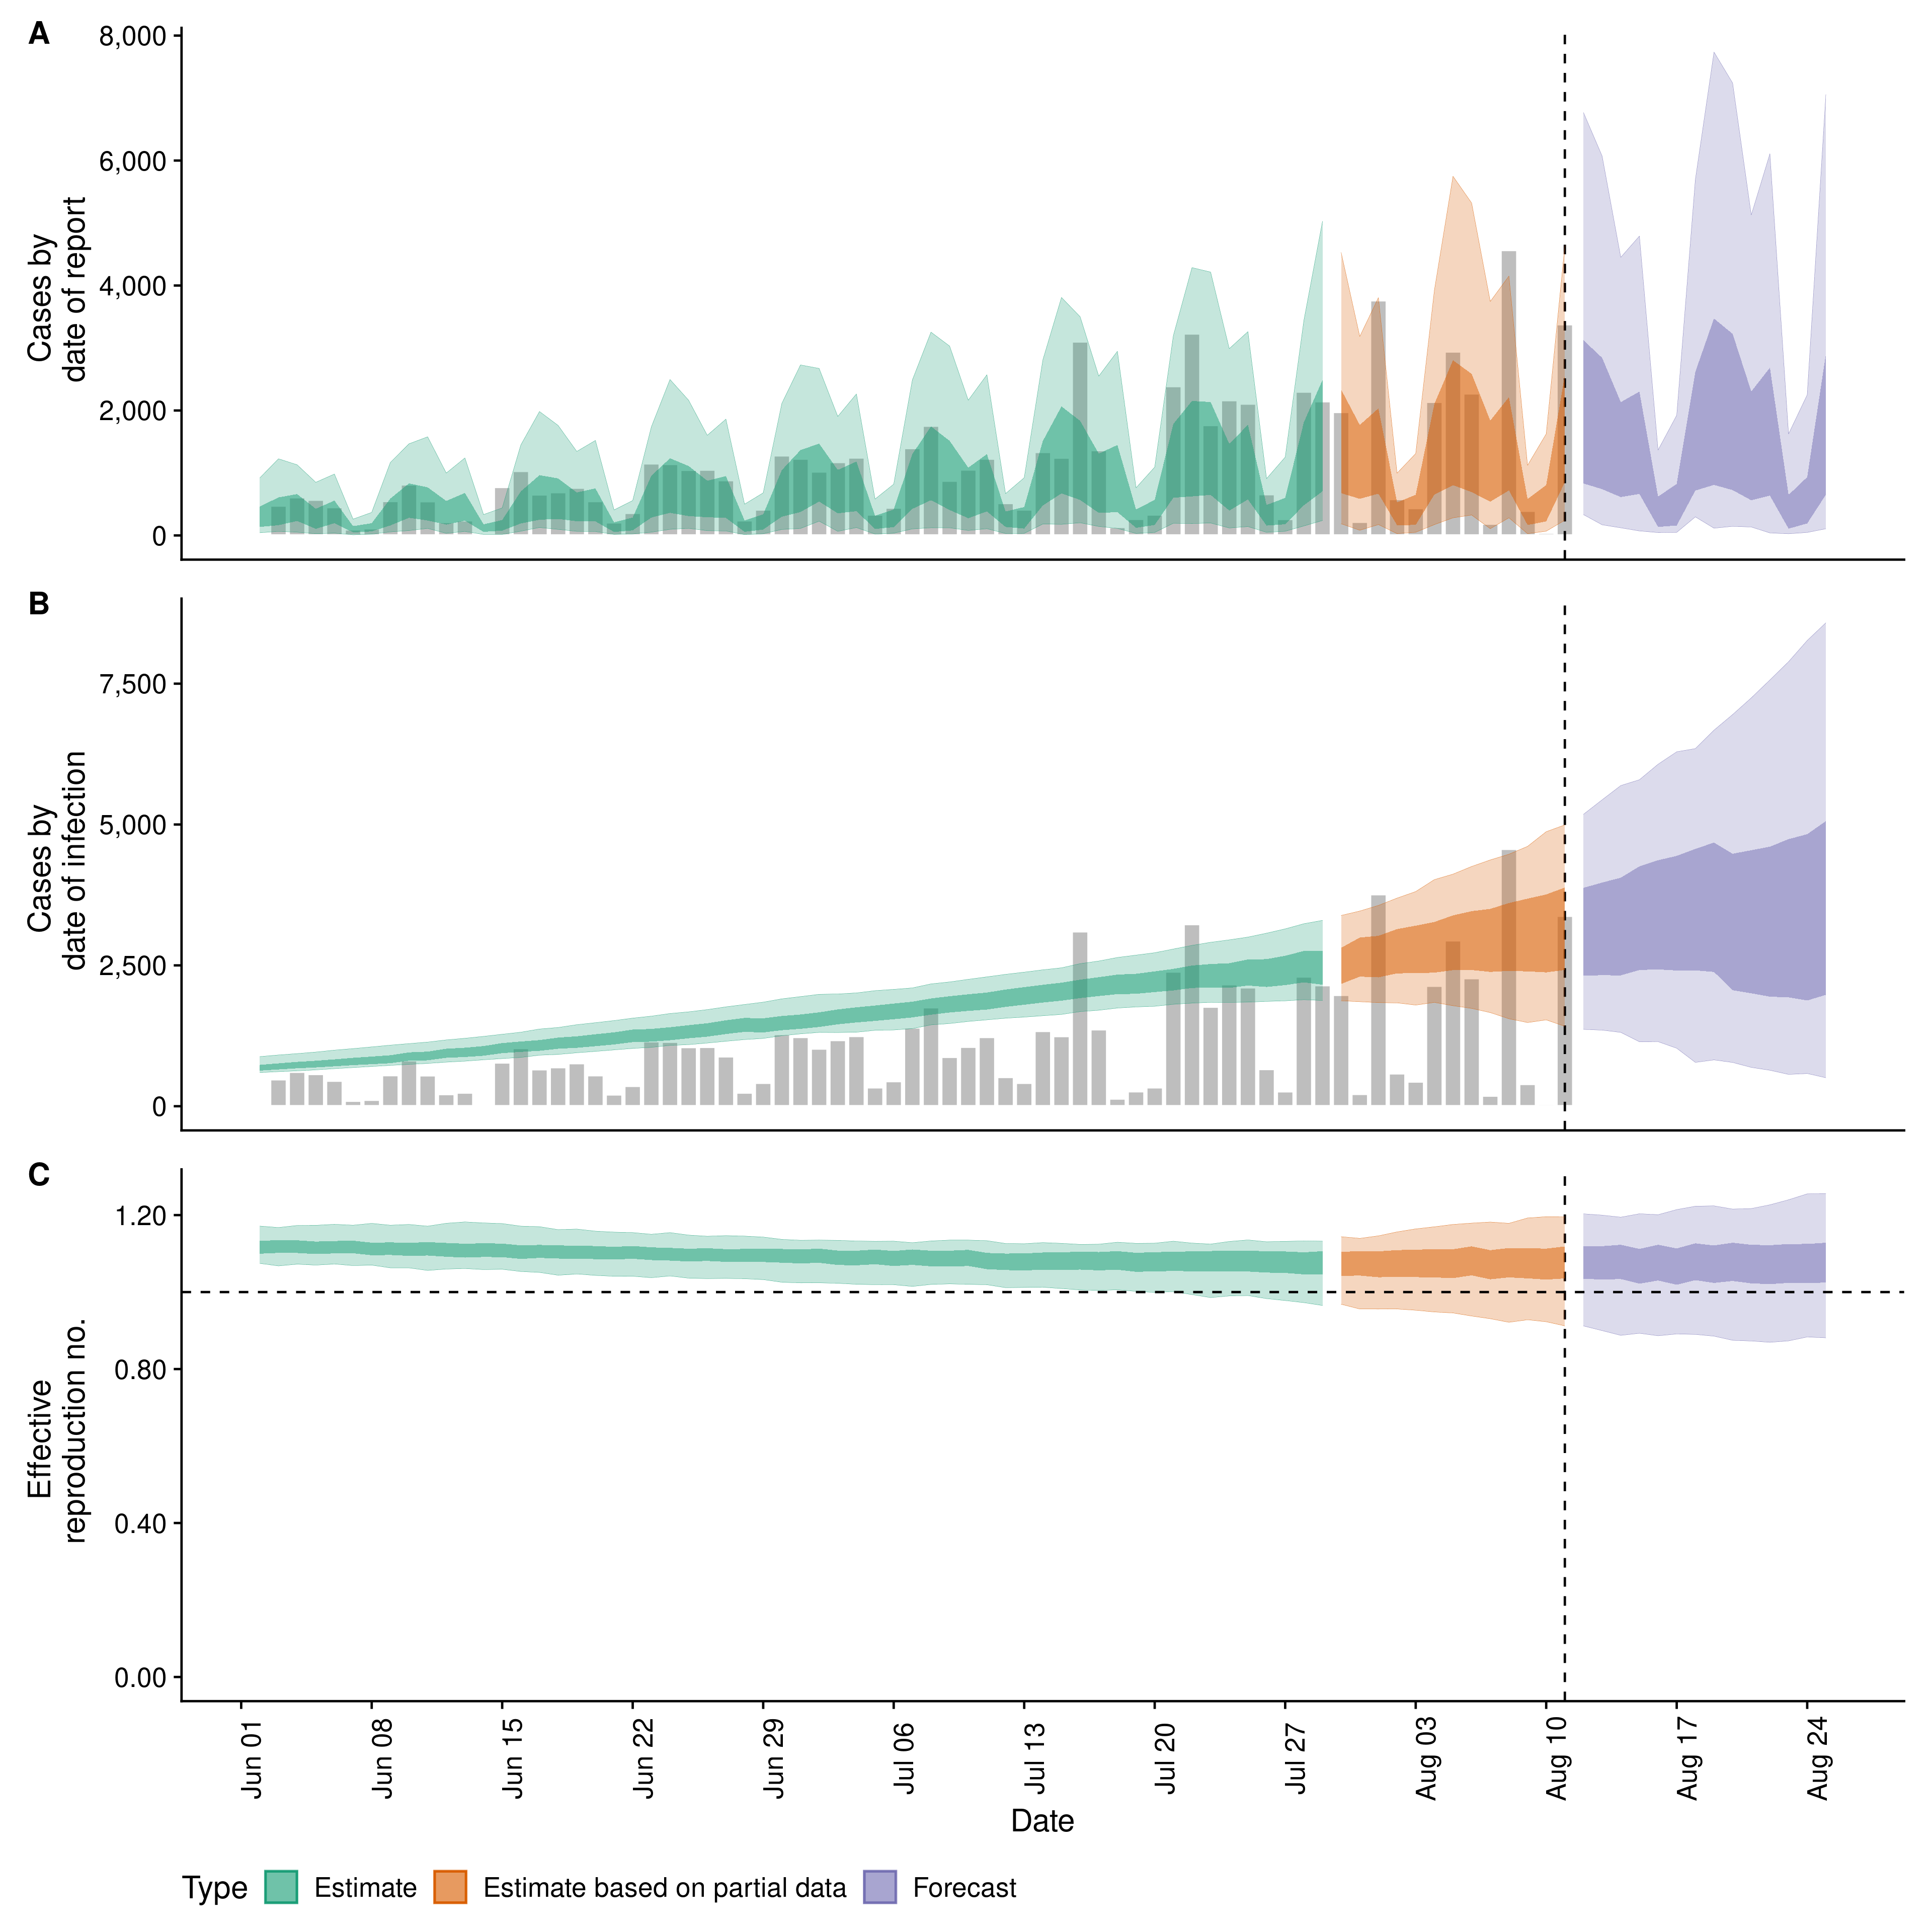 A
8,000
6,000
4,000
2,000
0
Cases by
date of report
B
7,500
5,000
2,500
0
Cases by
date of infection
C
1.20
0.80
0.40
0.00
Effective
reproduction no.
Jun 01
Jun 08
Jun 15
Jun 22
Jun 29
Jul 06
Jul 13
Jul 20
Jul 27
Aug 03
Aug 10
Aug 17
Aug 24
Date
Type
Estimate
Estimate based on partial data
Forecast